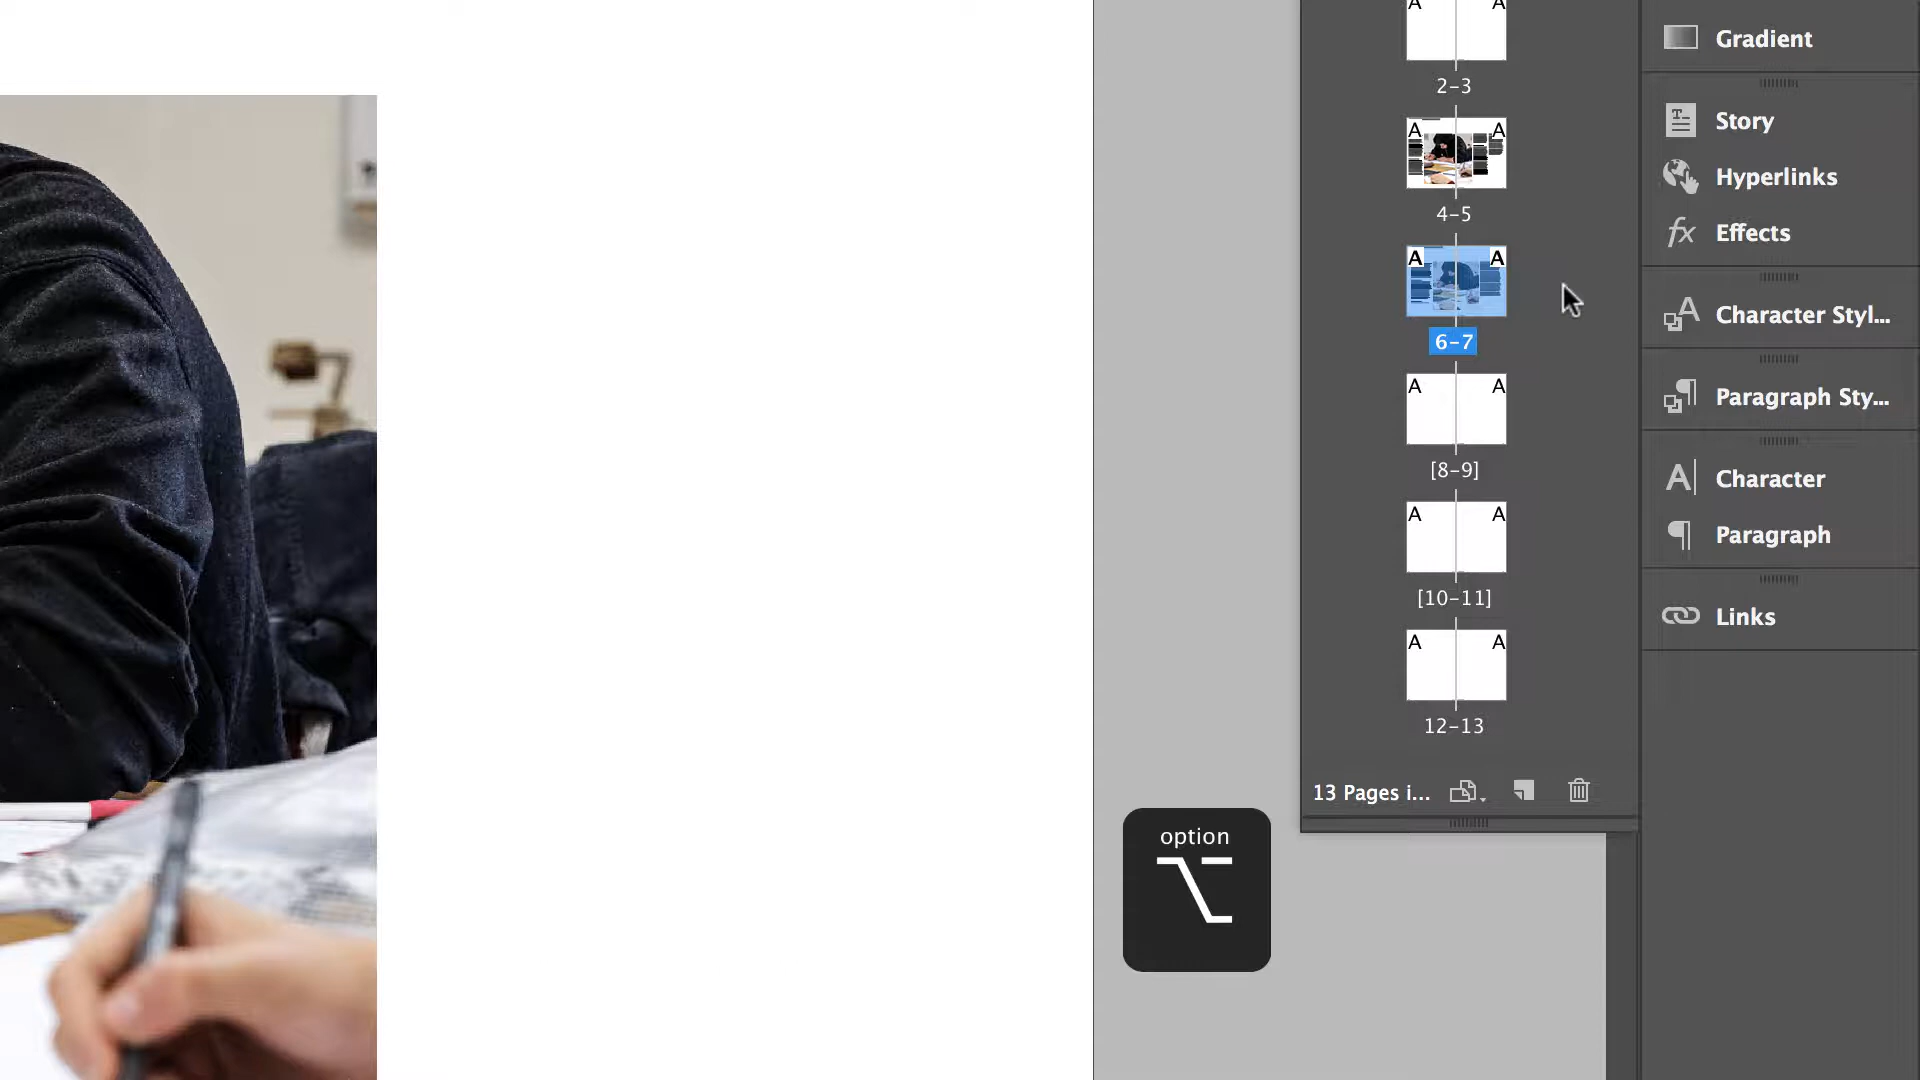 A A
2-3
A A
4-5
A A
6-7
A A
[8-9]
A A
[10-11]
A A
12-13
13 Pages i...
option
Gradient
T
Story
Hyperlinks
fx Effects
A Character Styl...
¶ Paragraph Sty...
A Character
¶ Paragraph
Links